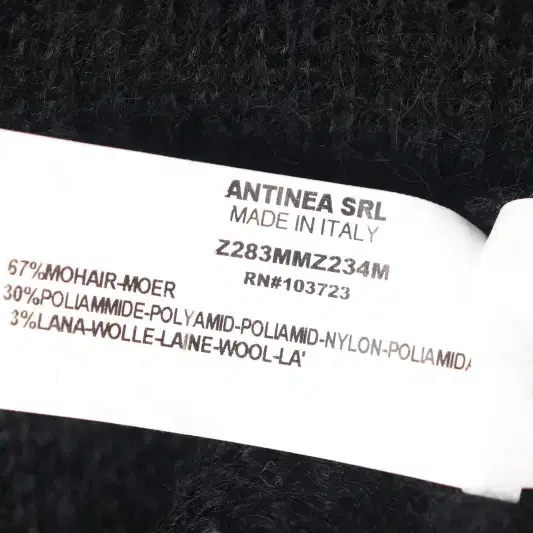 ANTINEA SRL
MADE IN ITALY
Z283MMZ234M
RN#103723
67%MOHAIR-MOER
30%POLIAMMIDE-POLYAMID-POLIAMID-NYLON-POLIAMIDA
3%LANA-WOLLE-LAINE-WOOL-LA'